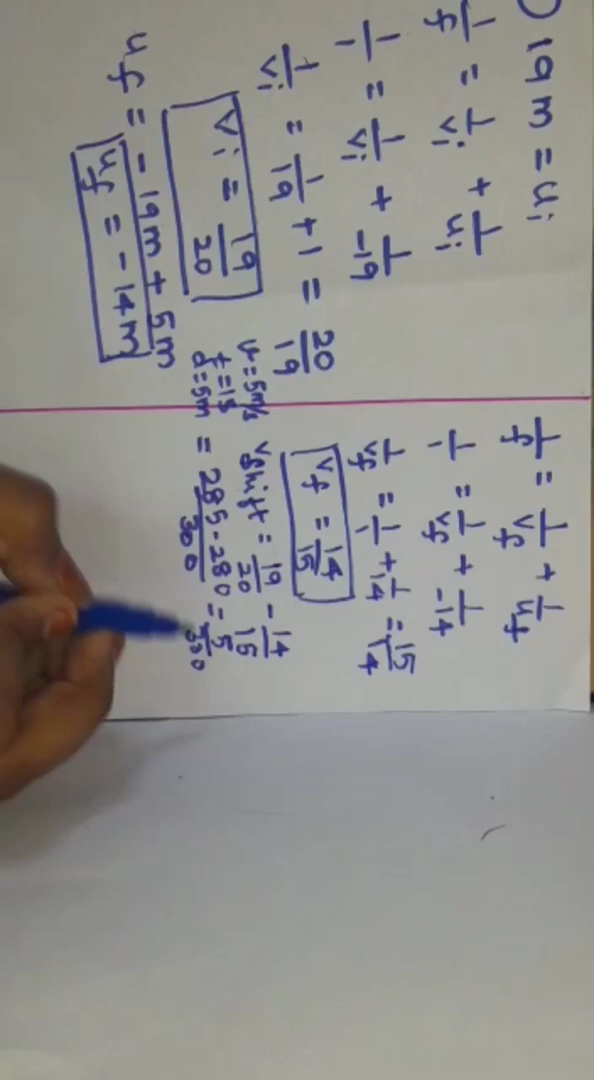 ) 19m = ui
1/f = 1/vi + 1/ui
1/1 = 1/vi + 1/-19
1/vi = 1/19 + 1 = 20/19
vi = 19/20
uf = -19m + 5m
uf = -14m
1/f = 1/vf + 1/uf
1/1 = 1/vf + 1/-14
1/vf = 1/1 + 1/14 = 15/14
vf = 14/15
v = 5m/s
t = 1s
d = 5m
vshift = 19/20 - 14/15
= 285-280/300 = 5/300